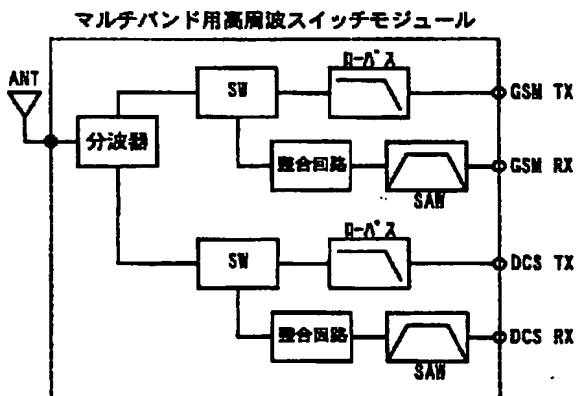 マルチバンド用高周波スイッチモジュール
ANT
分波器
SW
ローパス
GSM TX
整合回路
SAW
GSM RX
SW
ローパス
DCS TX
整合回路
SAW
DCS RX